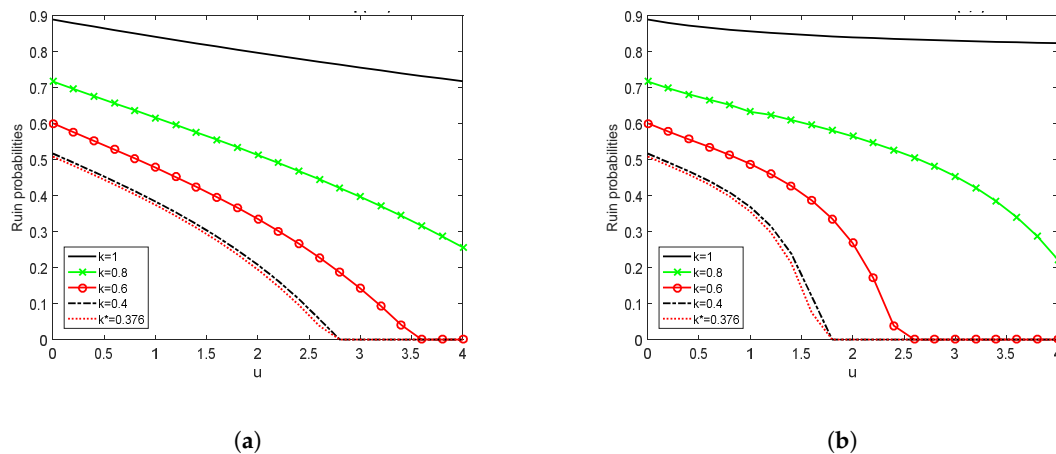 0.9
0.8
0.7
0.6
0.5
0.4
0.3
0.2
0.1
0
Ruin probabilities
k=1
k=0.8
k=0.6
k=0.4
k*=0.376
0 0.5 1 1.5 2 2.5 3 3.5 4
u
(a)
0.9
0.8
0.7
0.6
0.5
0.4
0.3
0.2
0.1
0
Ruin probabilities
k=1
k=0.8
k=0.6
k=0.4
k*=0.376
0 0.5 1 1.5 2 2.5 3 3.5 4
u
(b)